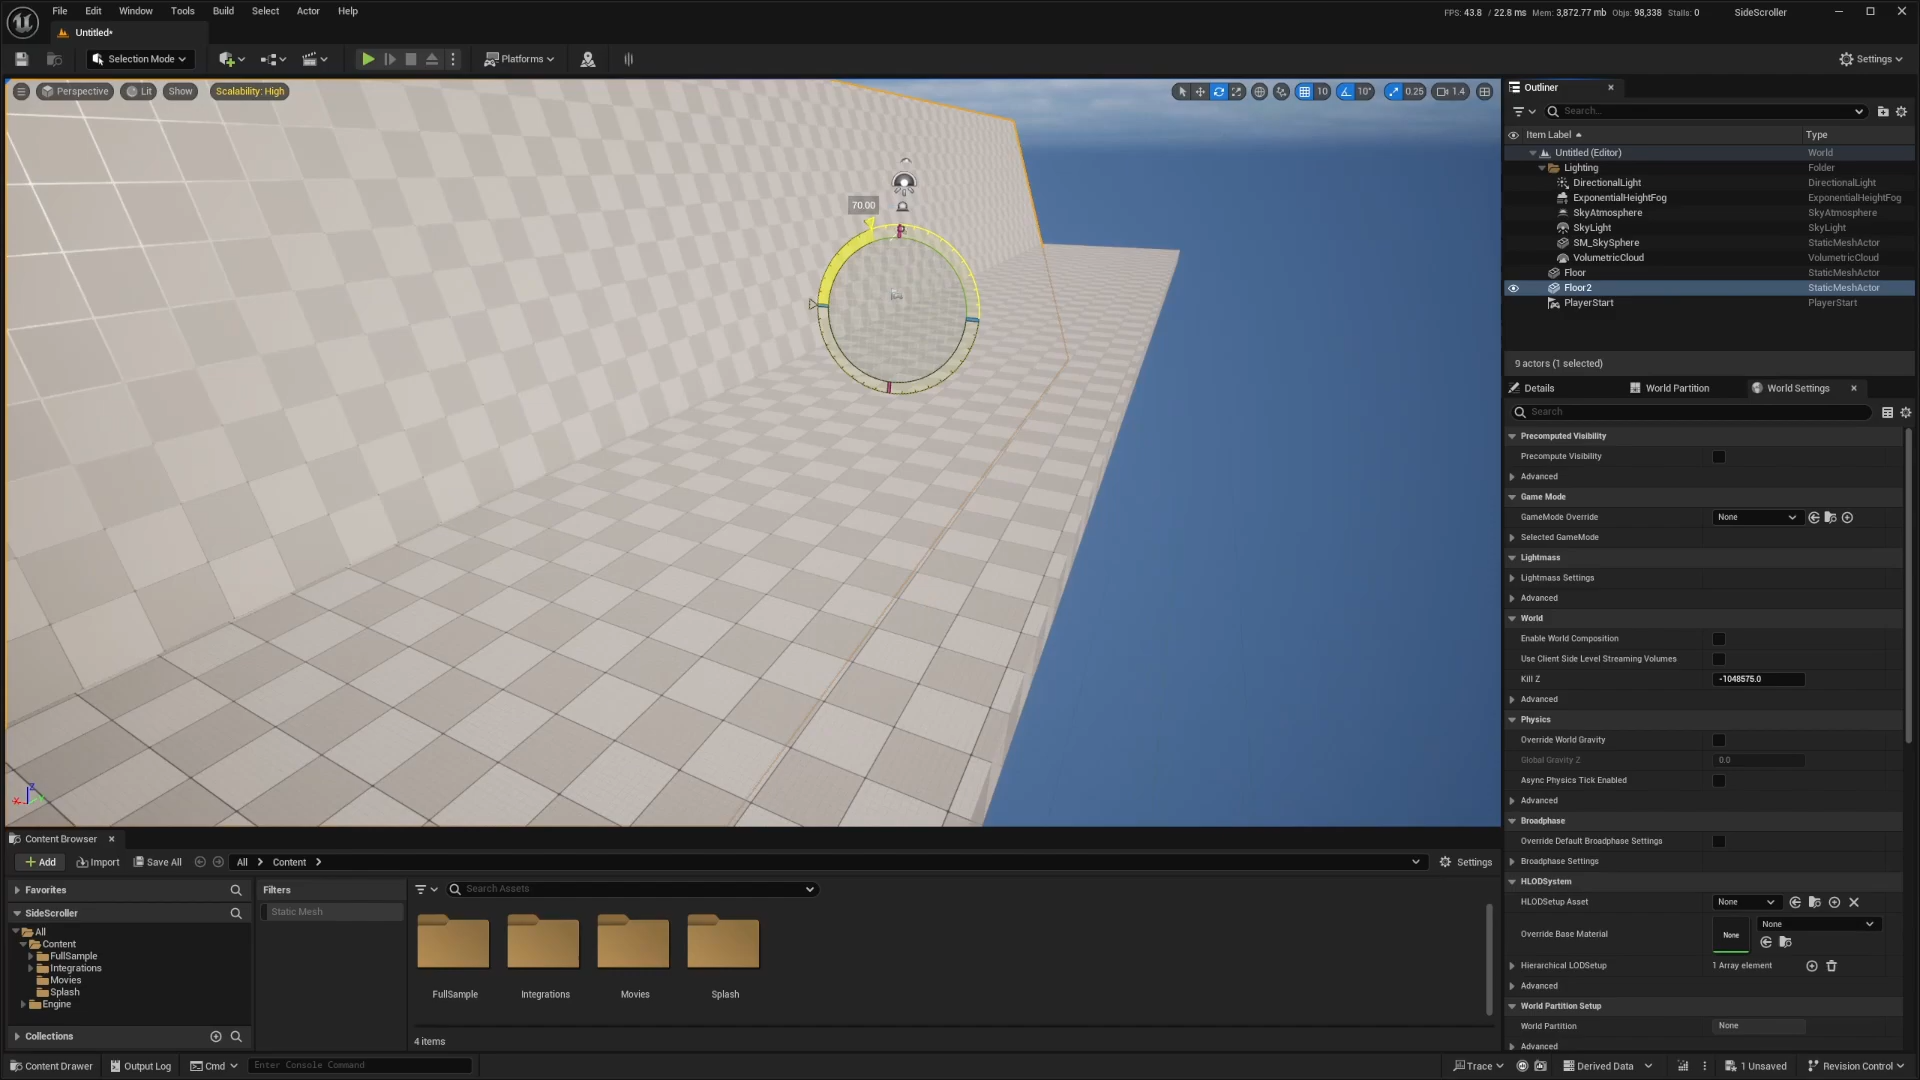 File Edit Window Tools Build Select Actor Help
FPS: 43.8 / 22.8 ms Mem: 3,872.77 mb Objs: 98,338 Stalls: 0
SideScroller
Untitled*
Selection Mode
Platforms
Settings
Perspective Lit Show Scalability: High
10 10° 0.25 1.4
70.00
Z
X
Outliner
Search...
Item Label Type
Untitled (Editor) World
Lighting Folder
DirectionalLight DirectionalLight
ExponentialHeightFog ExponentialHeightFog
SkyAtmosphere SkyAtmosphere
SkyLight SkyLight
SM_SkySphere StaticMeshActor
VolumetricCloud VolumetricCloud
Floor StaticMeshActor
Floor2 StaticMeshActor
PlayerStart PlayerStart
9 actors (1 selected)
Details World Partition World Settings
Search
Precomputed Visibility
Precompute Visibility
Advanced
Game Mode
GameMode Override None
Selected GameMode
Lightmass
Lightmass Settings
Advanced
World
Enable World Composition
Use Client Side Level Streaming Volumes
Kill Z -1048575.0
Advanced
Physics
Override World Gravity
Global Gravity Z 0.0
Async Physics Tick Enabled
Advanced
Broadphase
Override Default Broadphase Settings
Broadphase Settings
HLODSystem
HLODSetup Asset None
Override Base Material None None
Hierarchical LODSetup 1 Array element
Advanced
World Partition Setup
World Partition None
Advanced
Content Browser
Add Import Save All All Content Settings
Favorites
SideScroller
All
Content
FullSample
Integrations
Movies
Splash
Engine
Collections
Filters
Static Mesh
Search Assets
FullSample Integrations Movies Splash
4 items
Content Drawer Output Log Cmd Enter Console Command
Trace Derived Data 1 Unsaved Revision Control